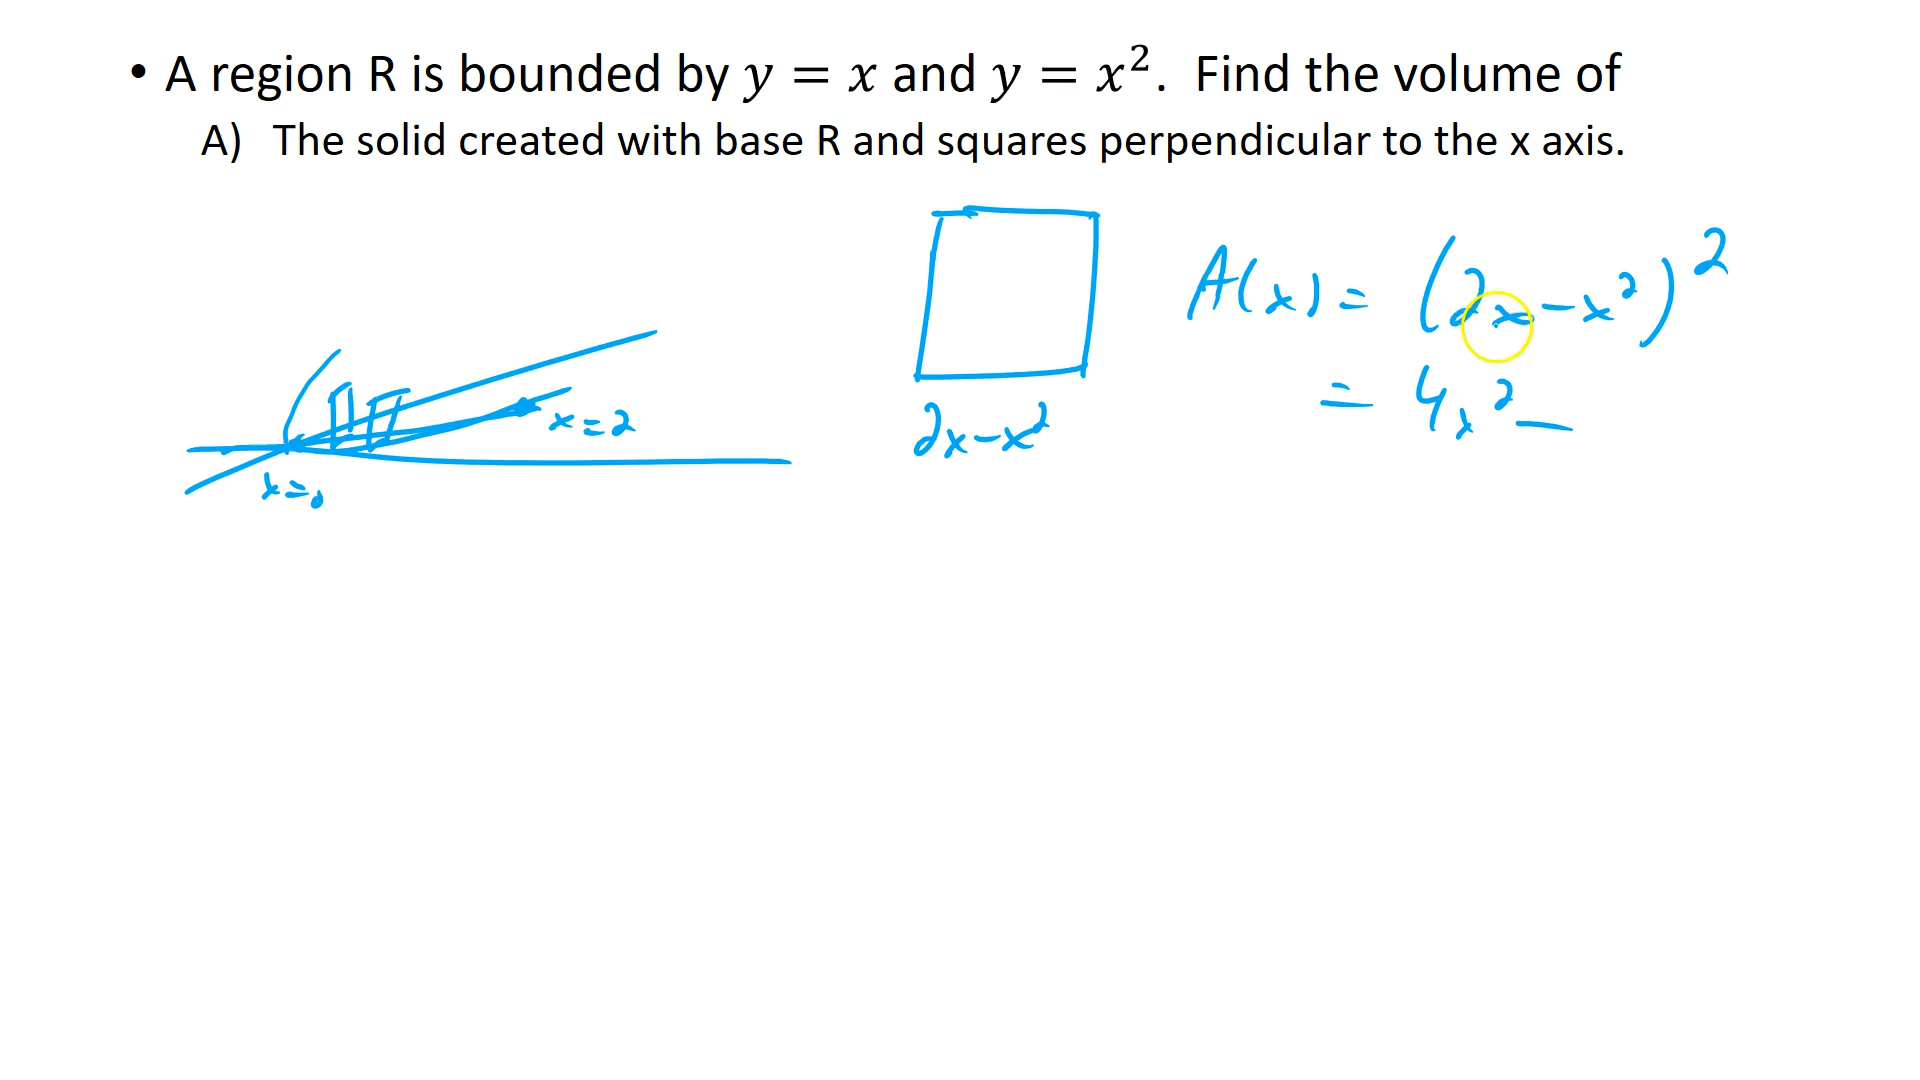 • A region R is bounded by y = x and y = x². Find the volume of
A) The solid created with base R and squares perpendicular to the x axis.
A(x) = (2x-x²)²
= 4x² -
x=2
2x-x²
x=0